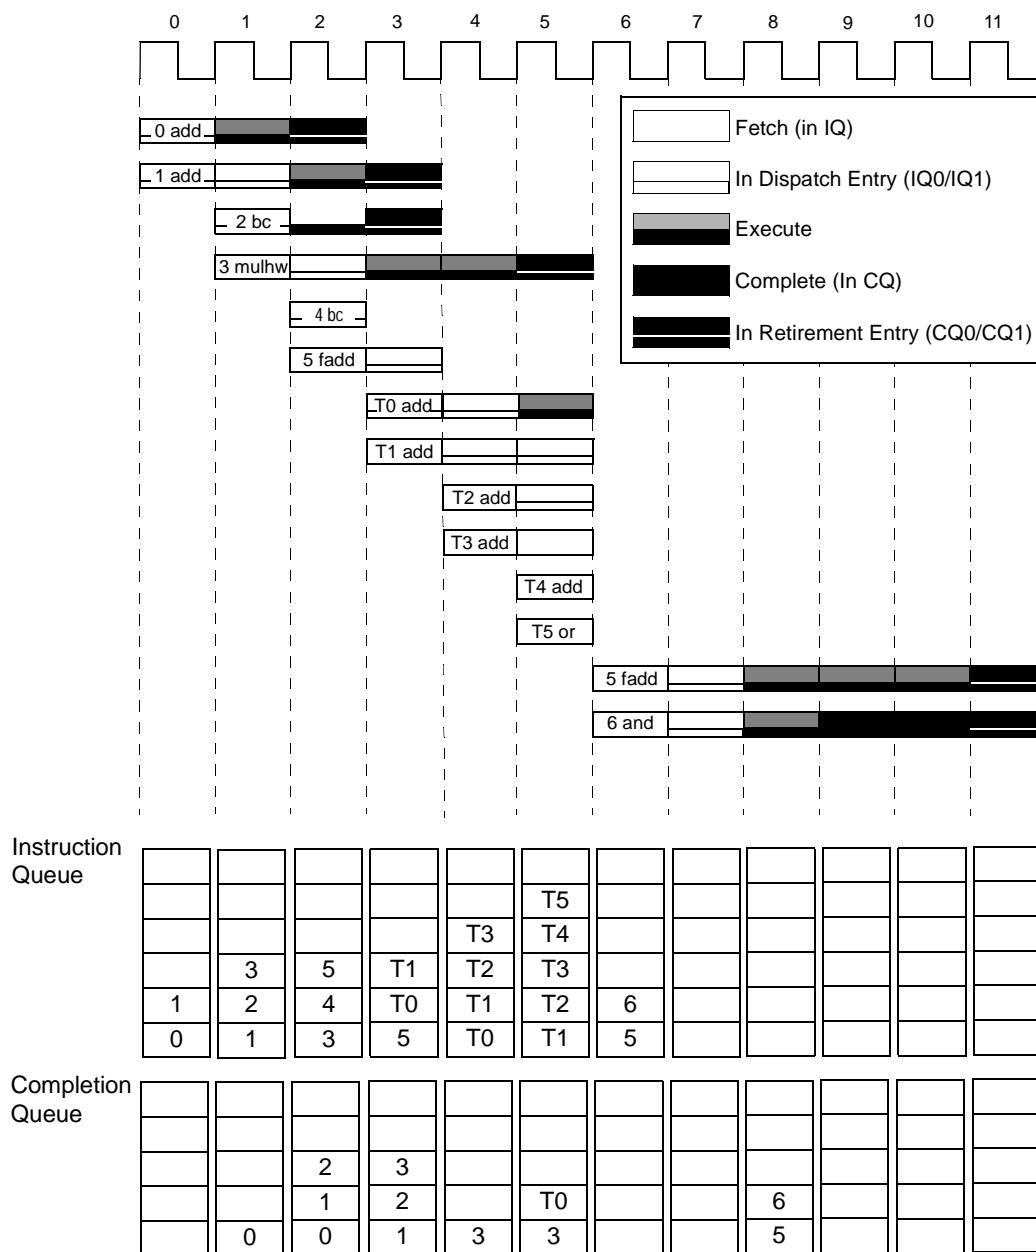 0 1 2 3 4 5 6 7 8 9 10 11
Fetch (in IQ)
In Dispatch Entry (IQ0/IQ1)
Execute
Complete (In CQ)
In Retirement Entry (CQ0/CQ1)
0 add
1 add
2 bc
3 mulhw
4 bc
5 fadd
T0 add
T1 add
T2 add
T3 add
T4 add
T5 or
5 fadd
6 and
Instruction
Queue
T5
T3 T4
3 5 T1 T2 T3
1 2 4 T0 T1 T2 6
0 1 3 5 T0 T1 5
Completion
Queue
2 3
1 2 T0 6
0 0 1 3 3 5